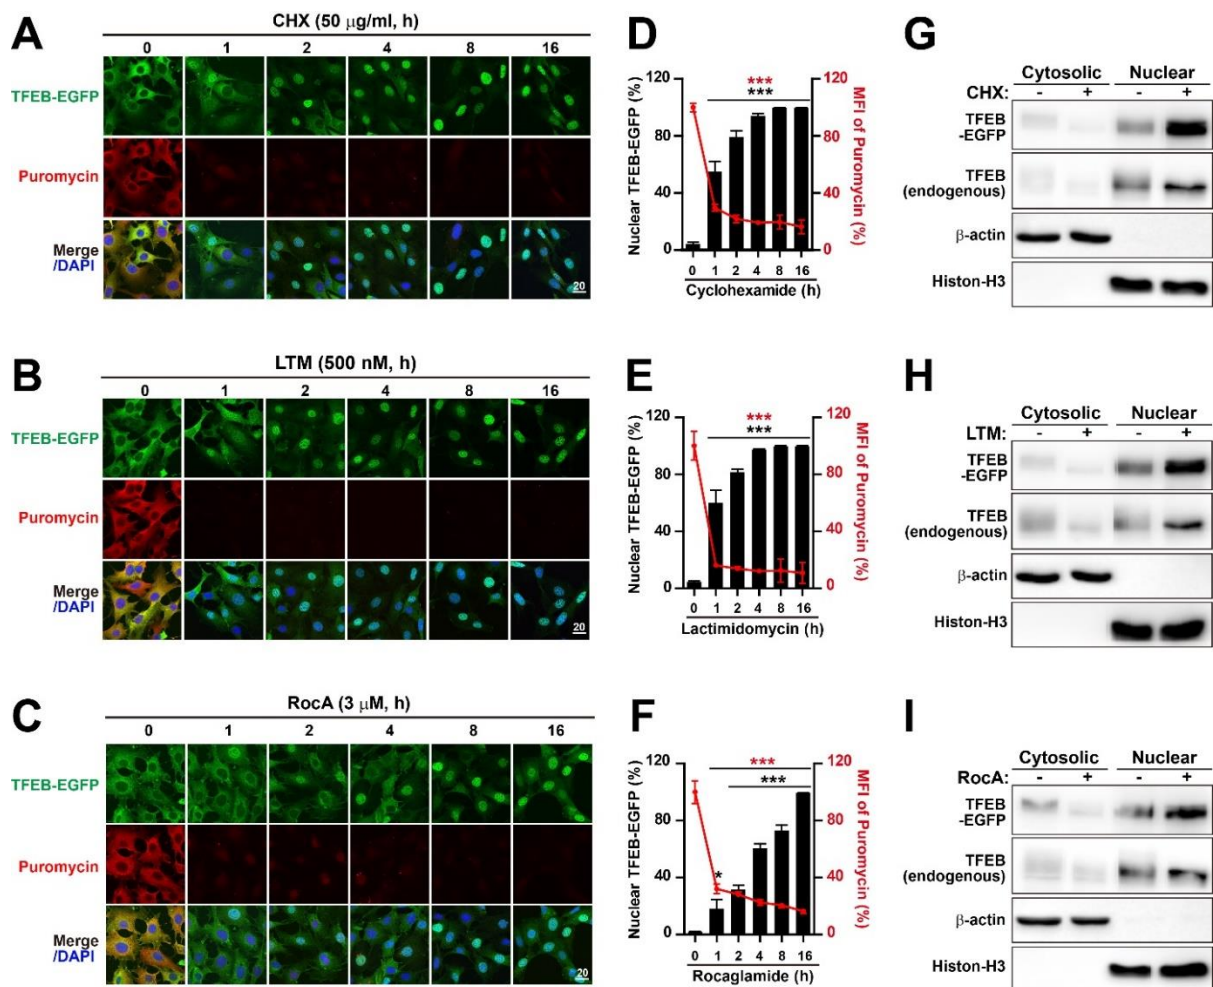 A
CHX (50 μg/ml, h)
0 1 2 4 8 16
TFEB-EGFP
Puromycin
Merge
/DAPI
20
D
Nuclear TFEB-EGFP (%)
120
80
40
0
***
***
120
80
40
0
MFI of Puromycin (%)
0 1 2 4 8 16
Cyclohexamide (h)
G
Cytosolic Nuclear
CHX: - + - +
TFEB
-EGFP
TFEB
(endogenous)
β-actin
Histon-H3
B
LTM (500 nM, h)
0 1 2 4 8 16
TFEB-EGFP
Puromycin
Merge
/DAPI
20
E
Nuclear TFEB-EGFP (%)
120
80
40
0
***
***
120
80
40
0
MFI of Puromycin (%)
0 1 2 4 8 16
Lactimidomycin (h)
H
Cytosolic Nuclear
LTM: - + - +
TFEB
-EGFP
TFEB
(endogenous)
β-actin
Histon-H3
C
RocA (3 μM, h)
0 1 2 4 8 16
TFEB-EGFP
Puromycin
Merge
/DAPI
20
F
Nuclear TFEB-EGFP (%)
120
80
40
0
***
***
*
120
80
40
0
MFI of Puromycin (%)
0 1 2 4 8 16
Rocaglamide (h)
I
Cytosolic Nuclear
RocA: - + - +
TFEB
-EGFP
TFEB
(endogenous)
β-actin
Histon-H3